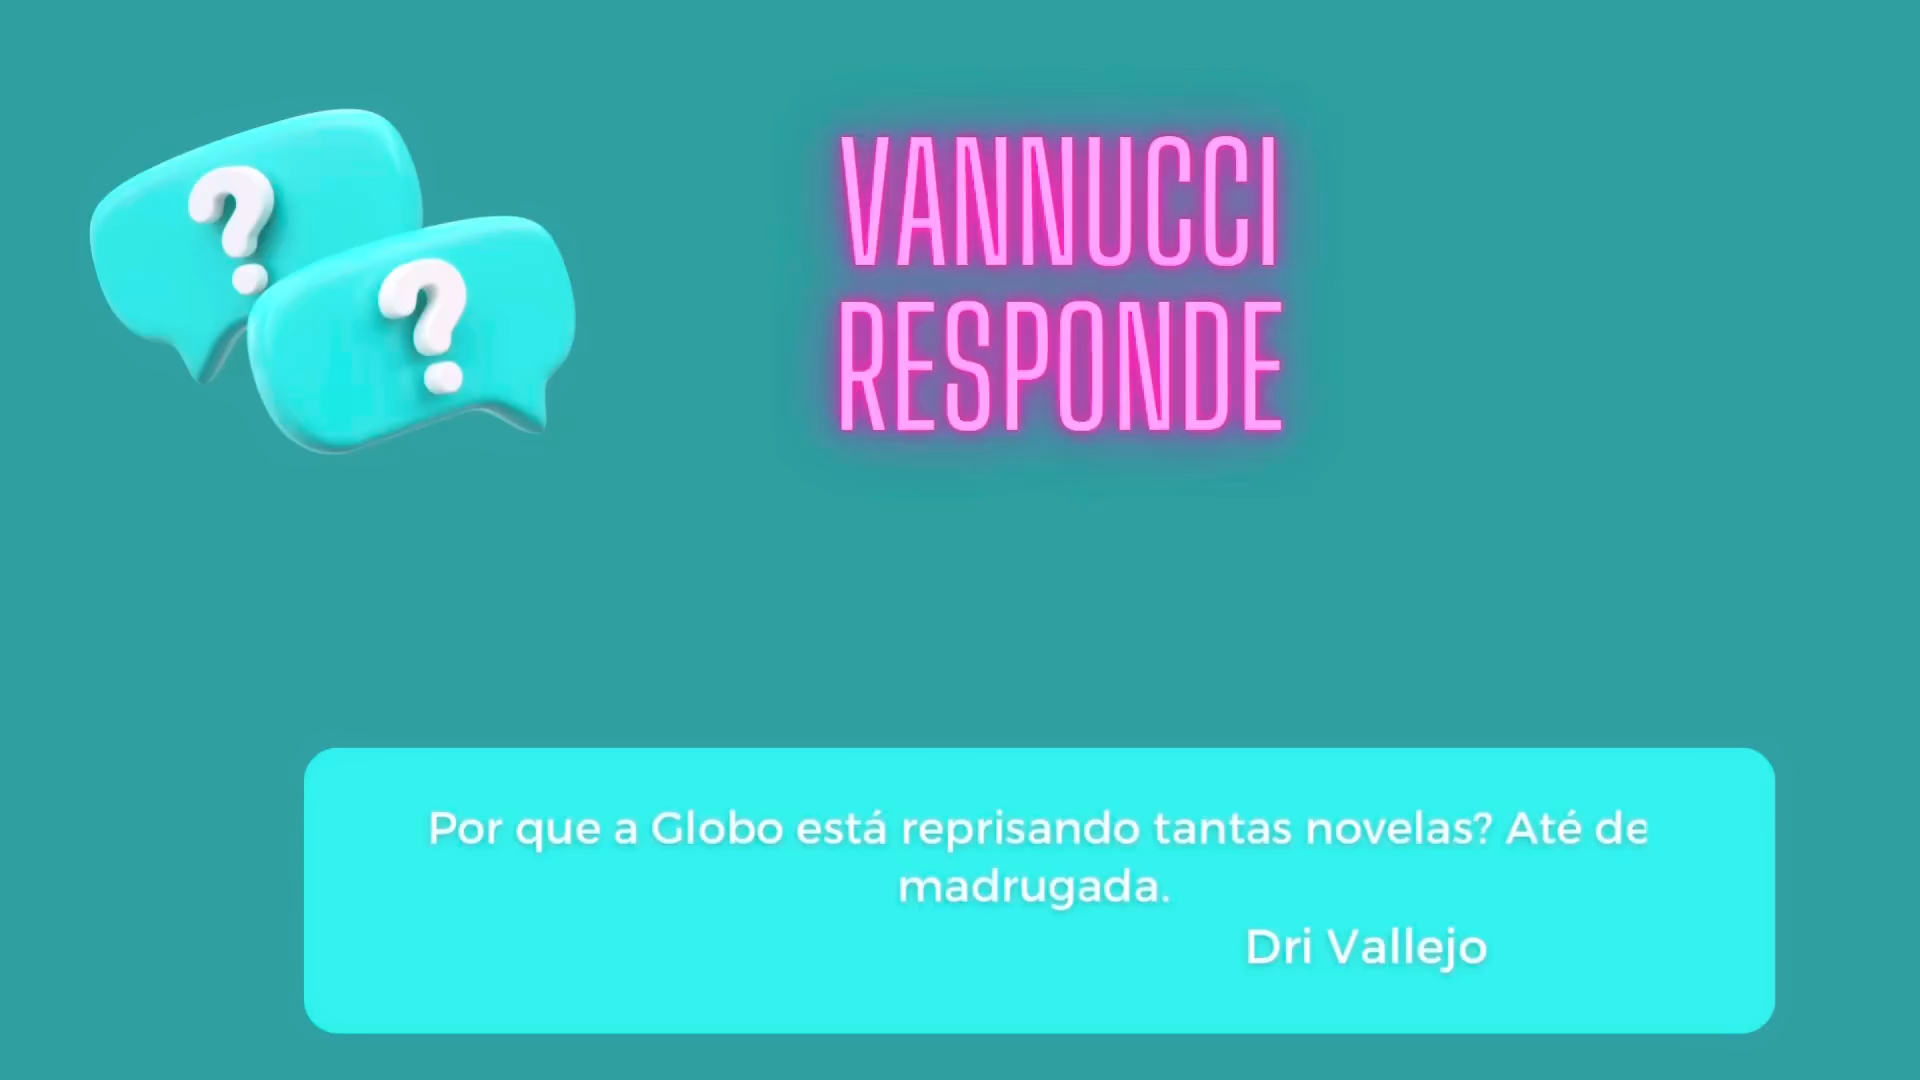 VANNUCCI
RESPONDE
Por que a Globo está reprisando tantas novelas? Até de
madrugada.
Dri Vallejo